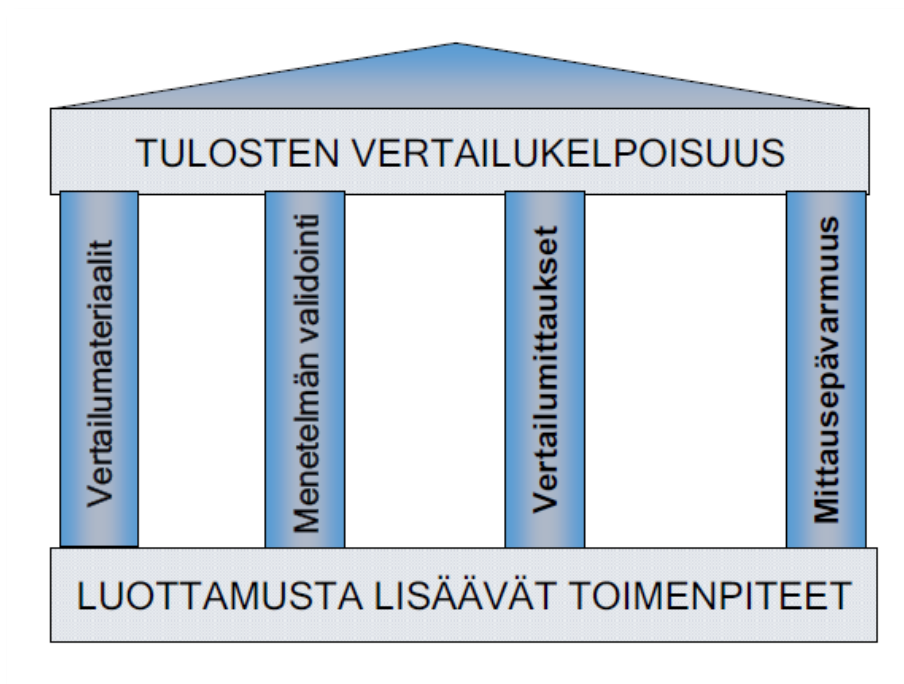 TULOSTEN VERTAILUKELPOISUUS
Vertailumateriaalit
Menetelmän validointi
Vertailumittaukset
Mittausepävarmuus
LUOTTAMUSTA LISÄÄVÄT TOIMENPITEET